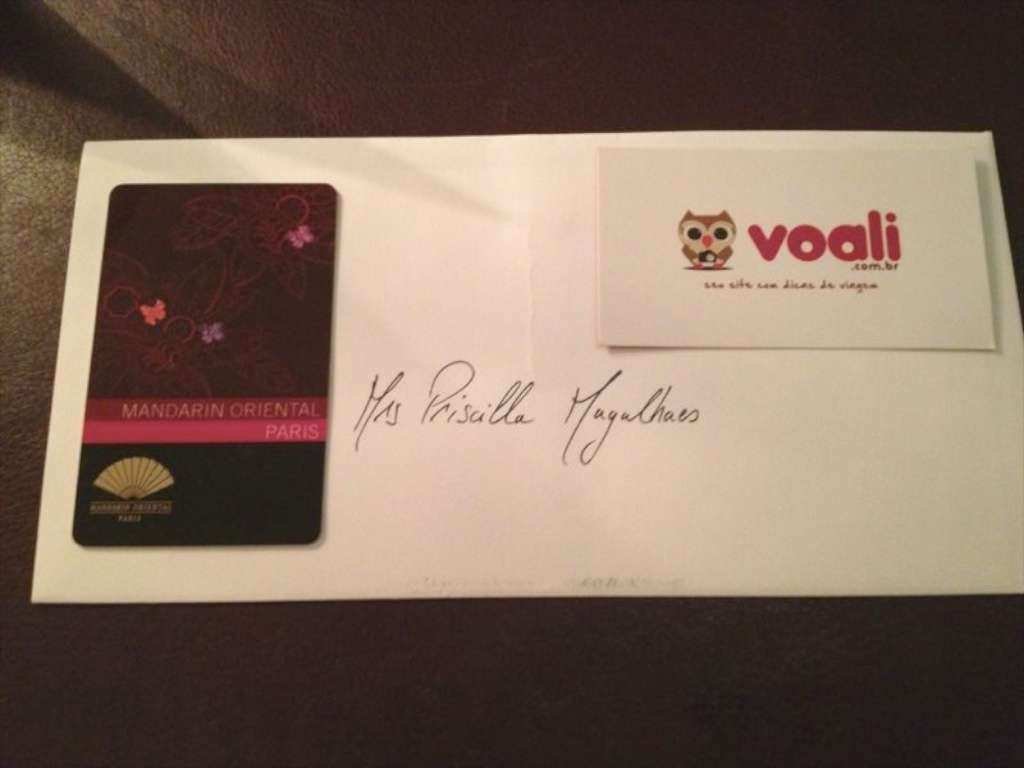 MANDARIN ORIENTAL
PARIS
MANDARIN ORIENTAL
PARIS
Mrs Priscilla Magalhaes
voali
.com.br
seu site com dicas de viagem